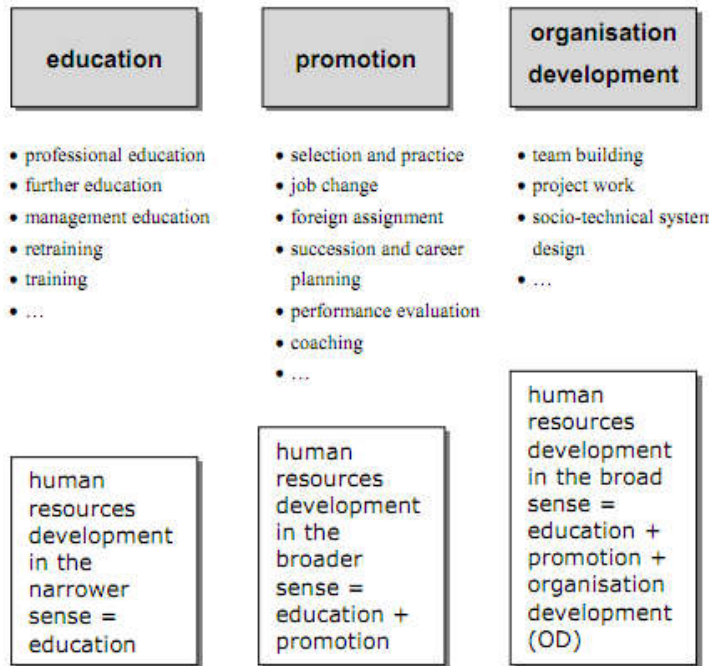 education
• professional education
• further education
• management education
• retraining
• training
• ...
human
resources
development
in the
narrower
sense =
education
promotion
• selection and practice
• job change
• foreign assignment
• succession and career
planning
• performance evaluation
• coaching
• ...
human
resources
development
in the
broader
sense =
education +
promotion
organisation
development
• team building
• project work
• socio-technical system
design
• ...
human
resources
development
in the broad
sense =
education +
promotion +
organisation
development
(OD)